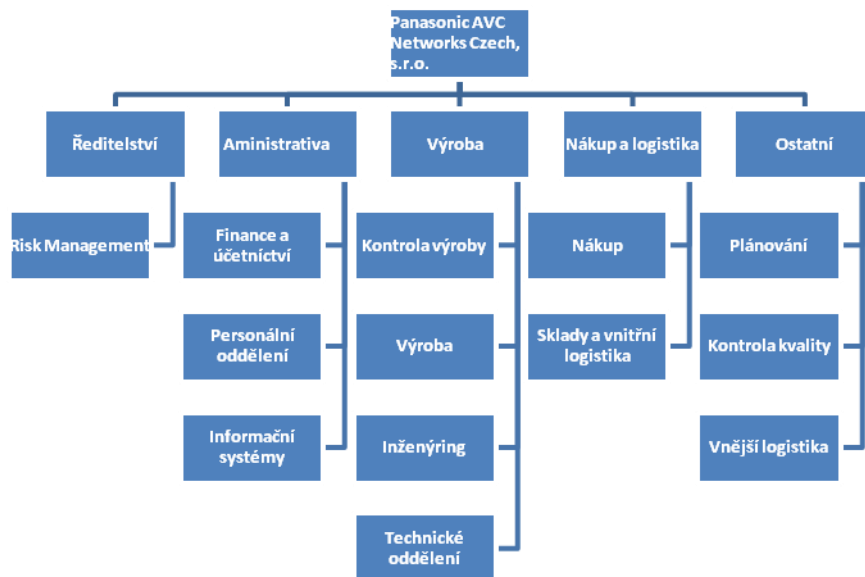 Panasonic AVC
Networks Czech,
s.r.o.
Ředitelství
Aministrativa
Výroba
Nákup a logistika
Ostatní
Risk Management
Finance a
účetníctví
Kontrola výroby
Nákup
Plánování
Personální
oddělení
Výroba
Sklady a vnitřní
logistika
Kontrola kvality
Informační
systémy
Inženýring
Vnější logistika
Technické
oddělení